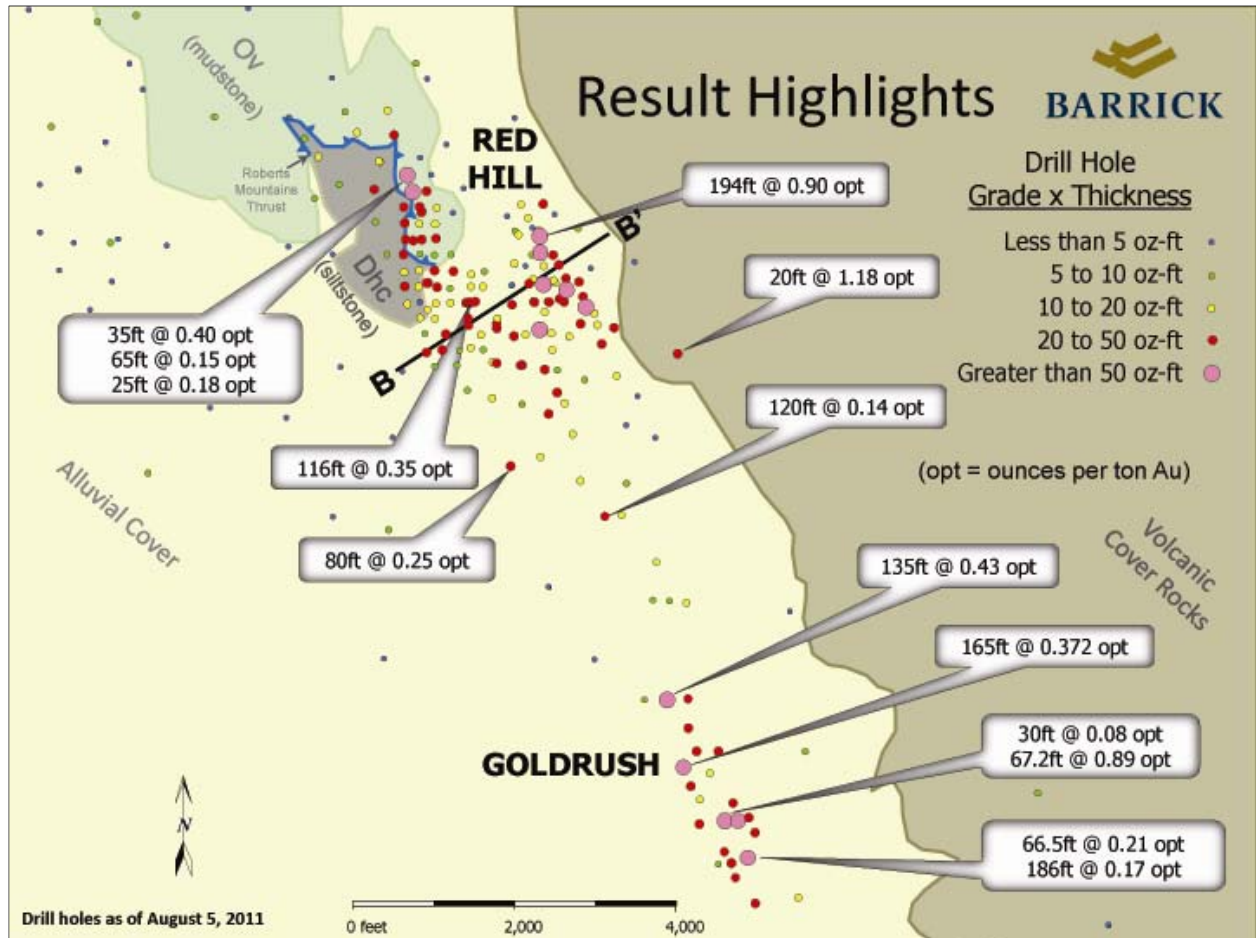 Result Highlights
BARRICK
Drill Hole
Grade x Thickness
Less than 5 oz-ft
5 to 10 oz-ft
10 to 20 oz-ft
20 to 50 oz-ft
Greater than 50 oz-ft
(opt = ounces per ton Au)
Ov
(mudstone)
RED
HILL
Roberts
Mountains
Thrust
Dhc
(siltstone)
194ft @ 0.90 opt
B'
20ft @ 1.18 opt
35ft @ 0.40 opt
65ft @ 0.15 opt
25ft @ 0.18 opt
B
120ft @ 0.14 opt
116ft @ 0.35 opt
Alluvial Cover
80ft @ 0.25 opt
135ft @ 0.43 opt
Volcanic
Cover Rocks
165ft @ 0.372 opt
GOLDRUSH
30ft @ 0.08 opt
67.2ft @ 0.89 opt
66.5ft @ 0.21 opt
186ft @ 0.17 opt
N
Drill holes as of August 5, 2011
0 feet
2,000
4,000